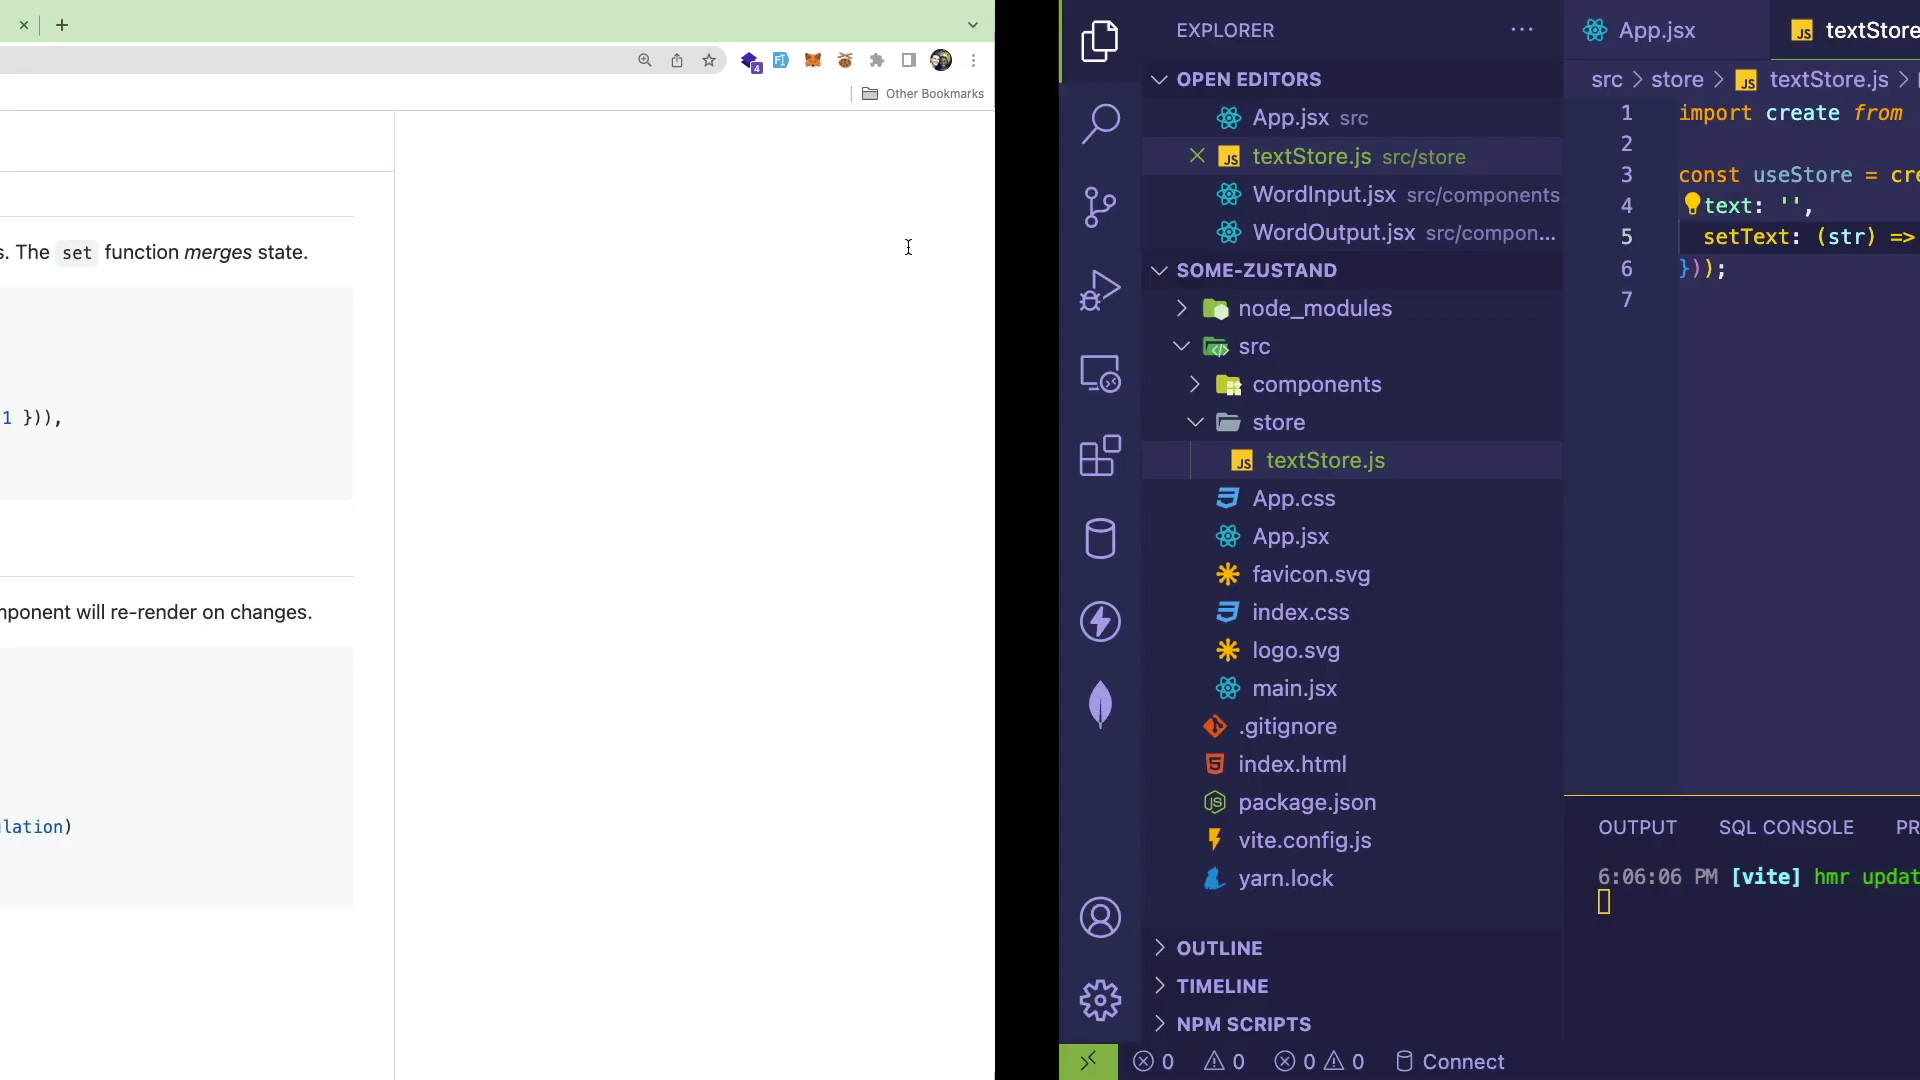 4
Other Bookmarks
s. The set function merges state.
1 })),
mponent will re-render on changes.
lation)
EXPLORER
OPEN EDITORS
App.jsx src
textStore.js src/store
WordInput.jsx src/components
WordOutput.jsx src/compon...
SOME-ZUSTAND
node_modules
src
components
store
textStore.js
App.css
App.jsx
favicon.svg
index.css
logo.svg
main.jsx
.gitignore
index.html
package.json
vite.config.js
yarn.lock
OUTLINE
TIMELINE
NPM SCRIPTS
0 0 0 0 Connect
App.jsx textStore
src > store > textStore.js >
1 import create from
2
3 const useStore = cre
4 text: '',
5 setText: (str) =>
6 }));
7
OUTPUT SQL CONSOLE PR
6:06:06 PM [vite] hmr updat